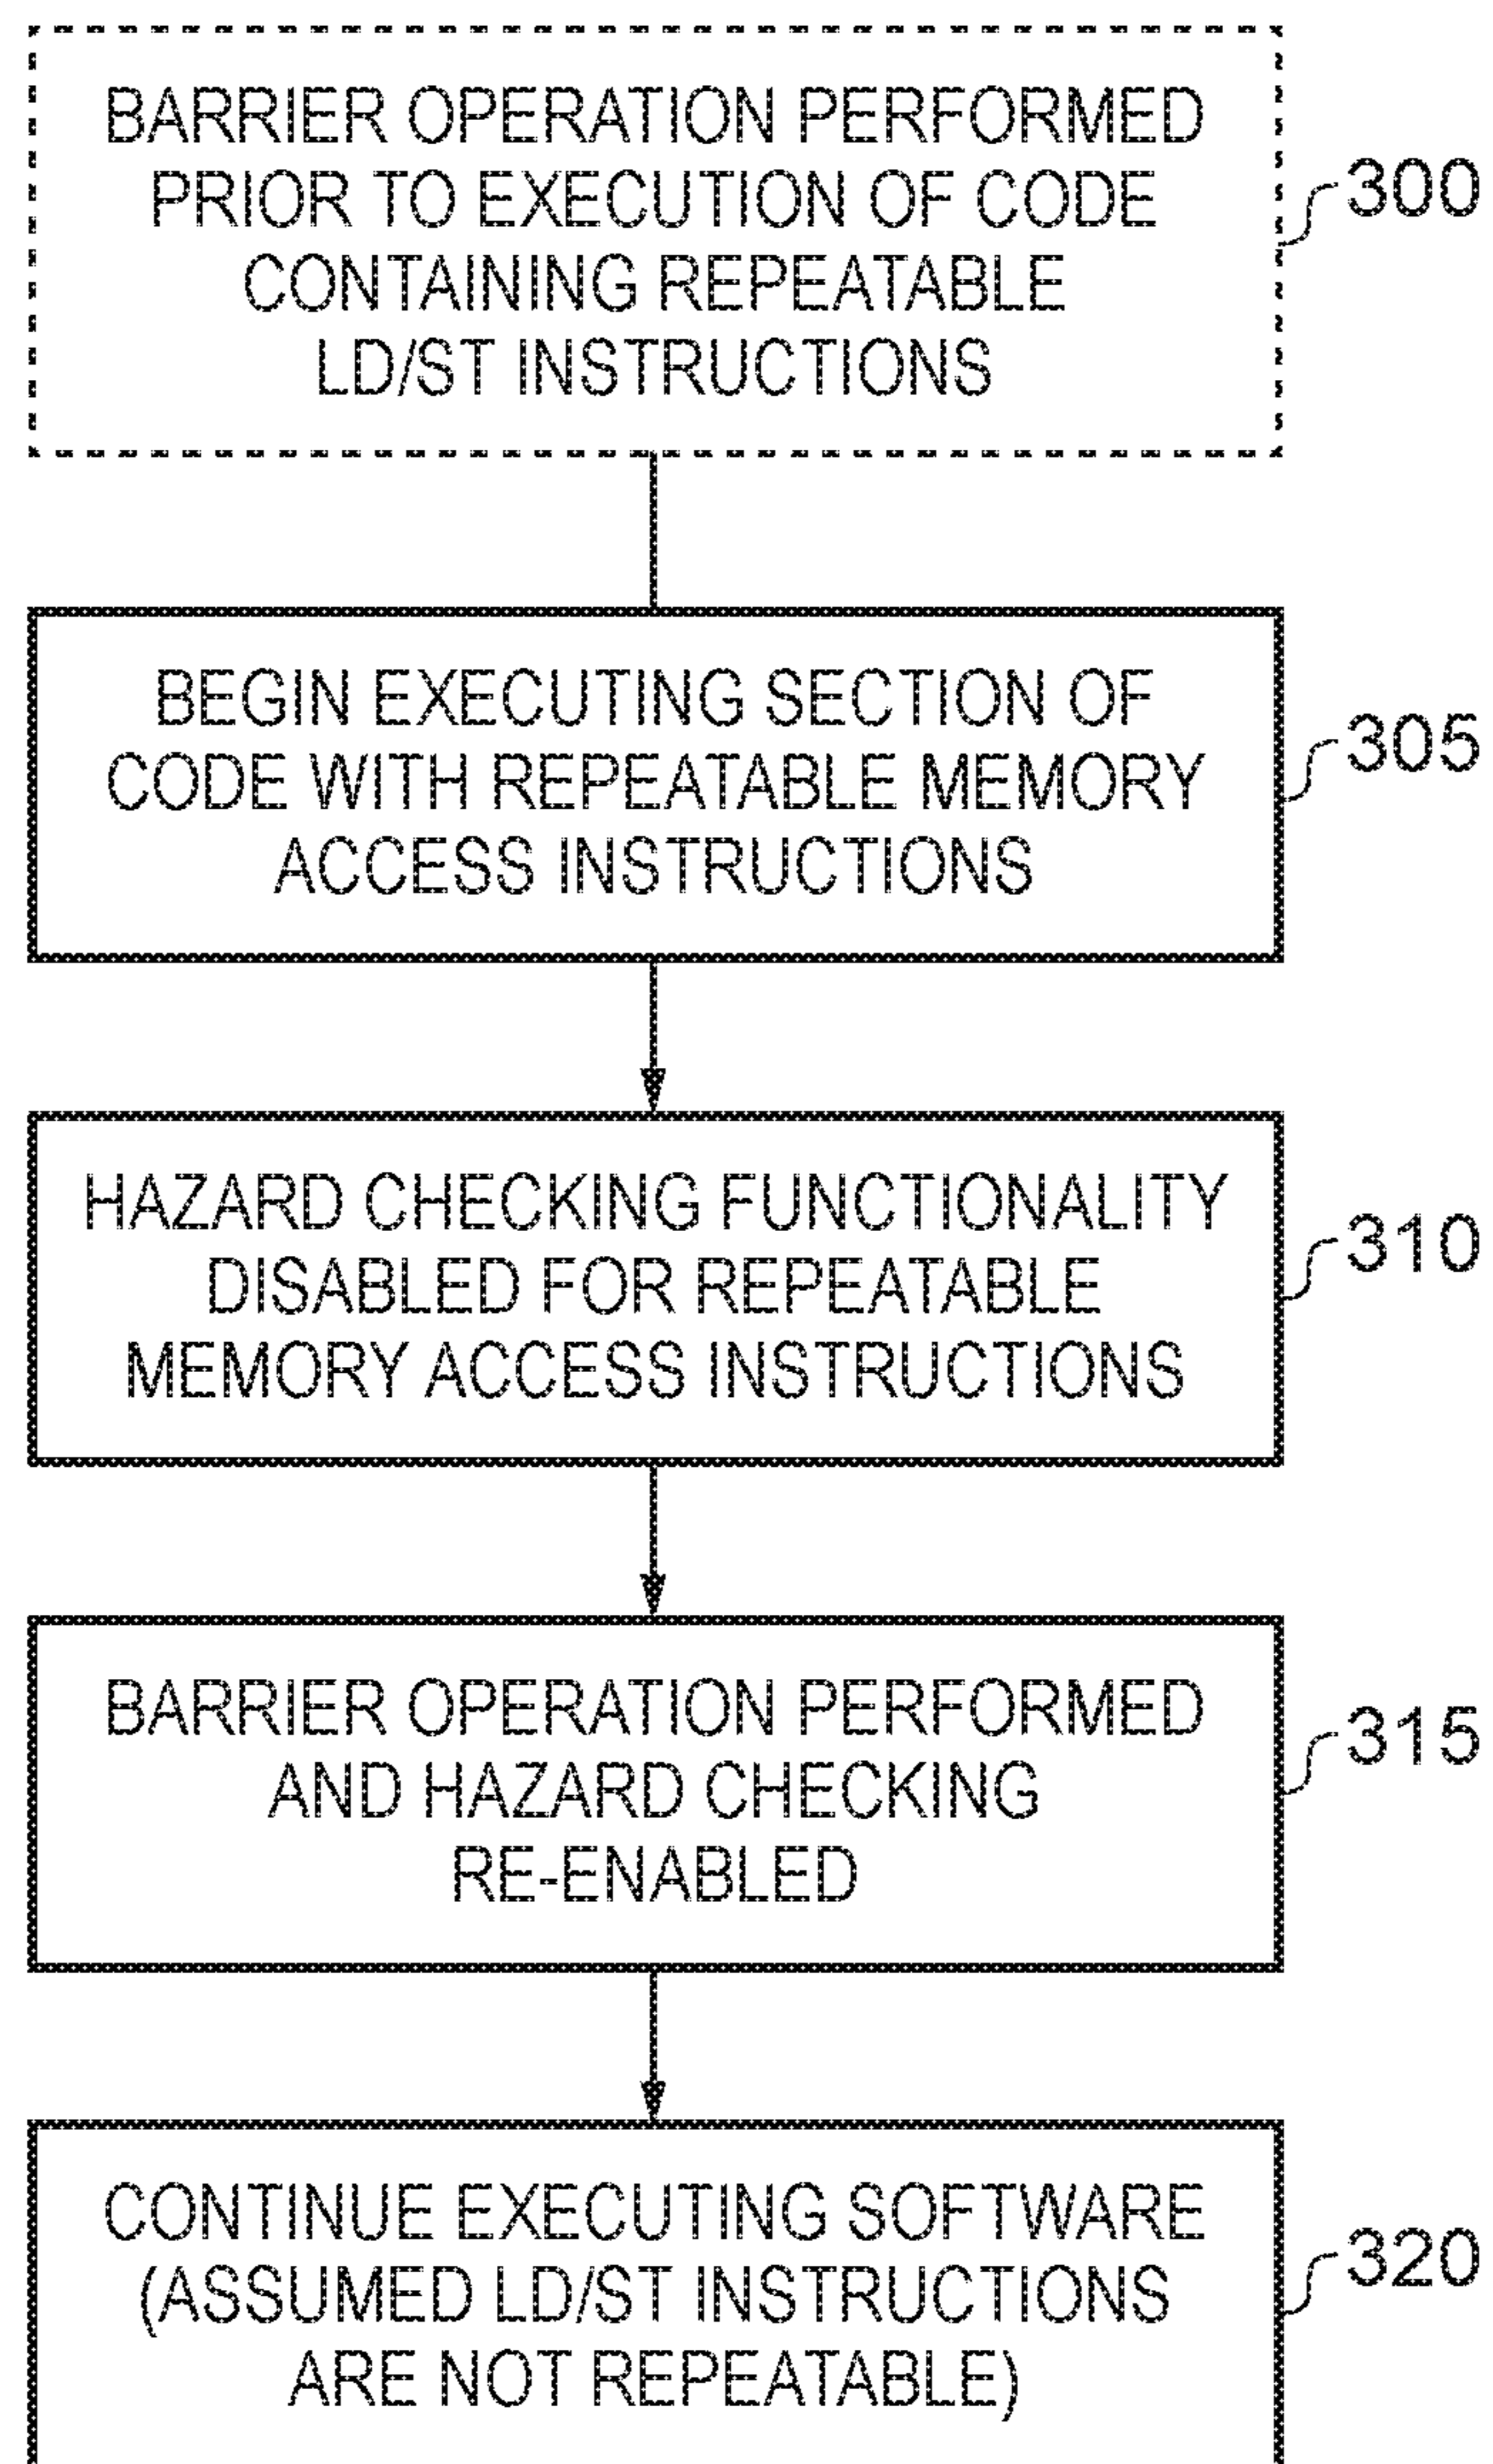 BARRIER OPERATION PERFORMED
PRIOR TO EXECUTION OF CODE
CONTAINING REPEATABLE
LD/ST INSTRUCTIONS
300
BEGIN EXECUTING SECTION OF
CODE WITH REPEATABLE MEMORY
ACCESS INSTRUCTIONS
305
HAZARD CHECKING FUNCTIONALITY
DISABLED FOR REPEATABLE
MEMORY ACCESS INSTRUCTIONS
310
BARRIER OPERATION PERFORMED
AND HAZARD CHECKING
RE-ENABLED
315
CONTINUE EXECUTING SOFTWARE
(ASSUMED LD/ST INSTRUCTIONS
ARE NOT REPEATABLE)
320